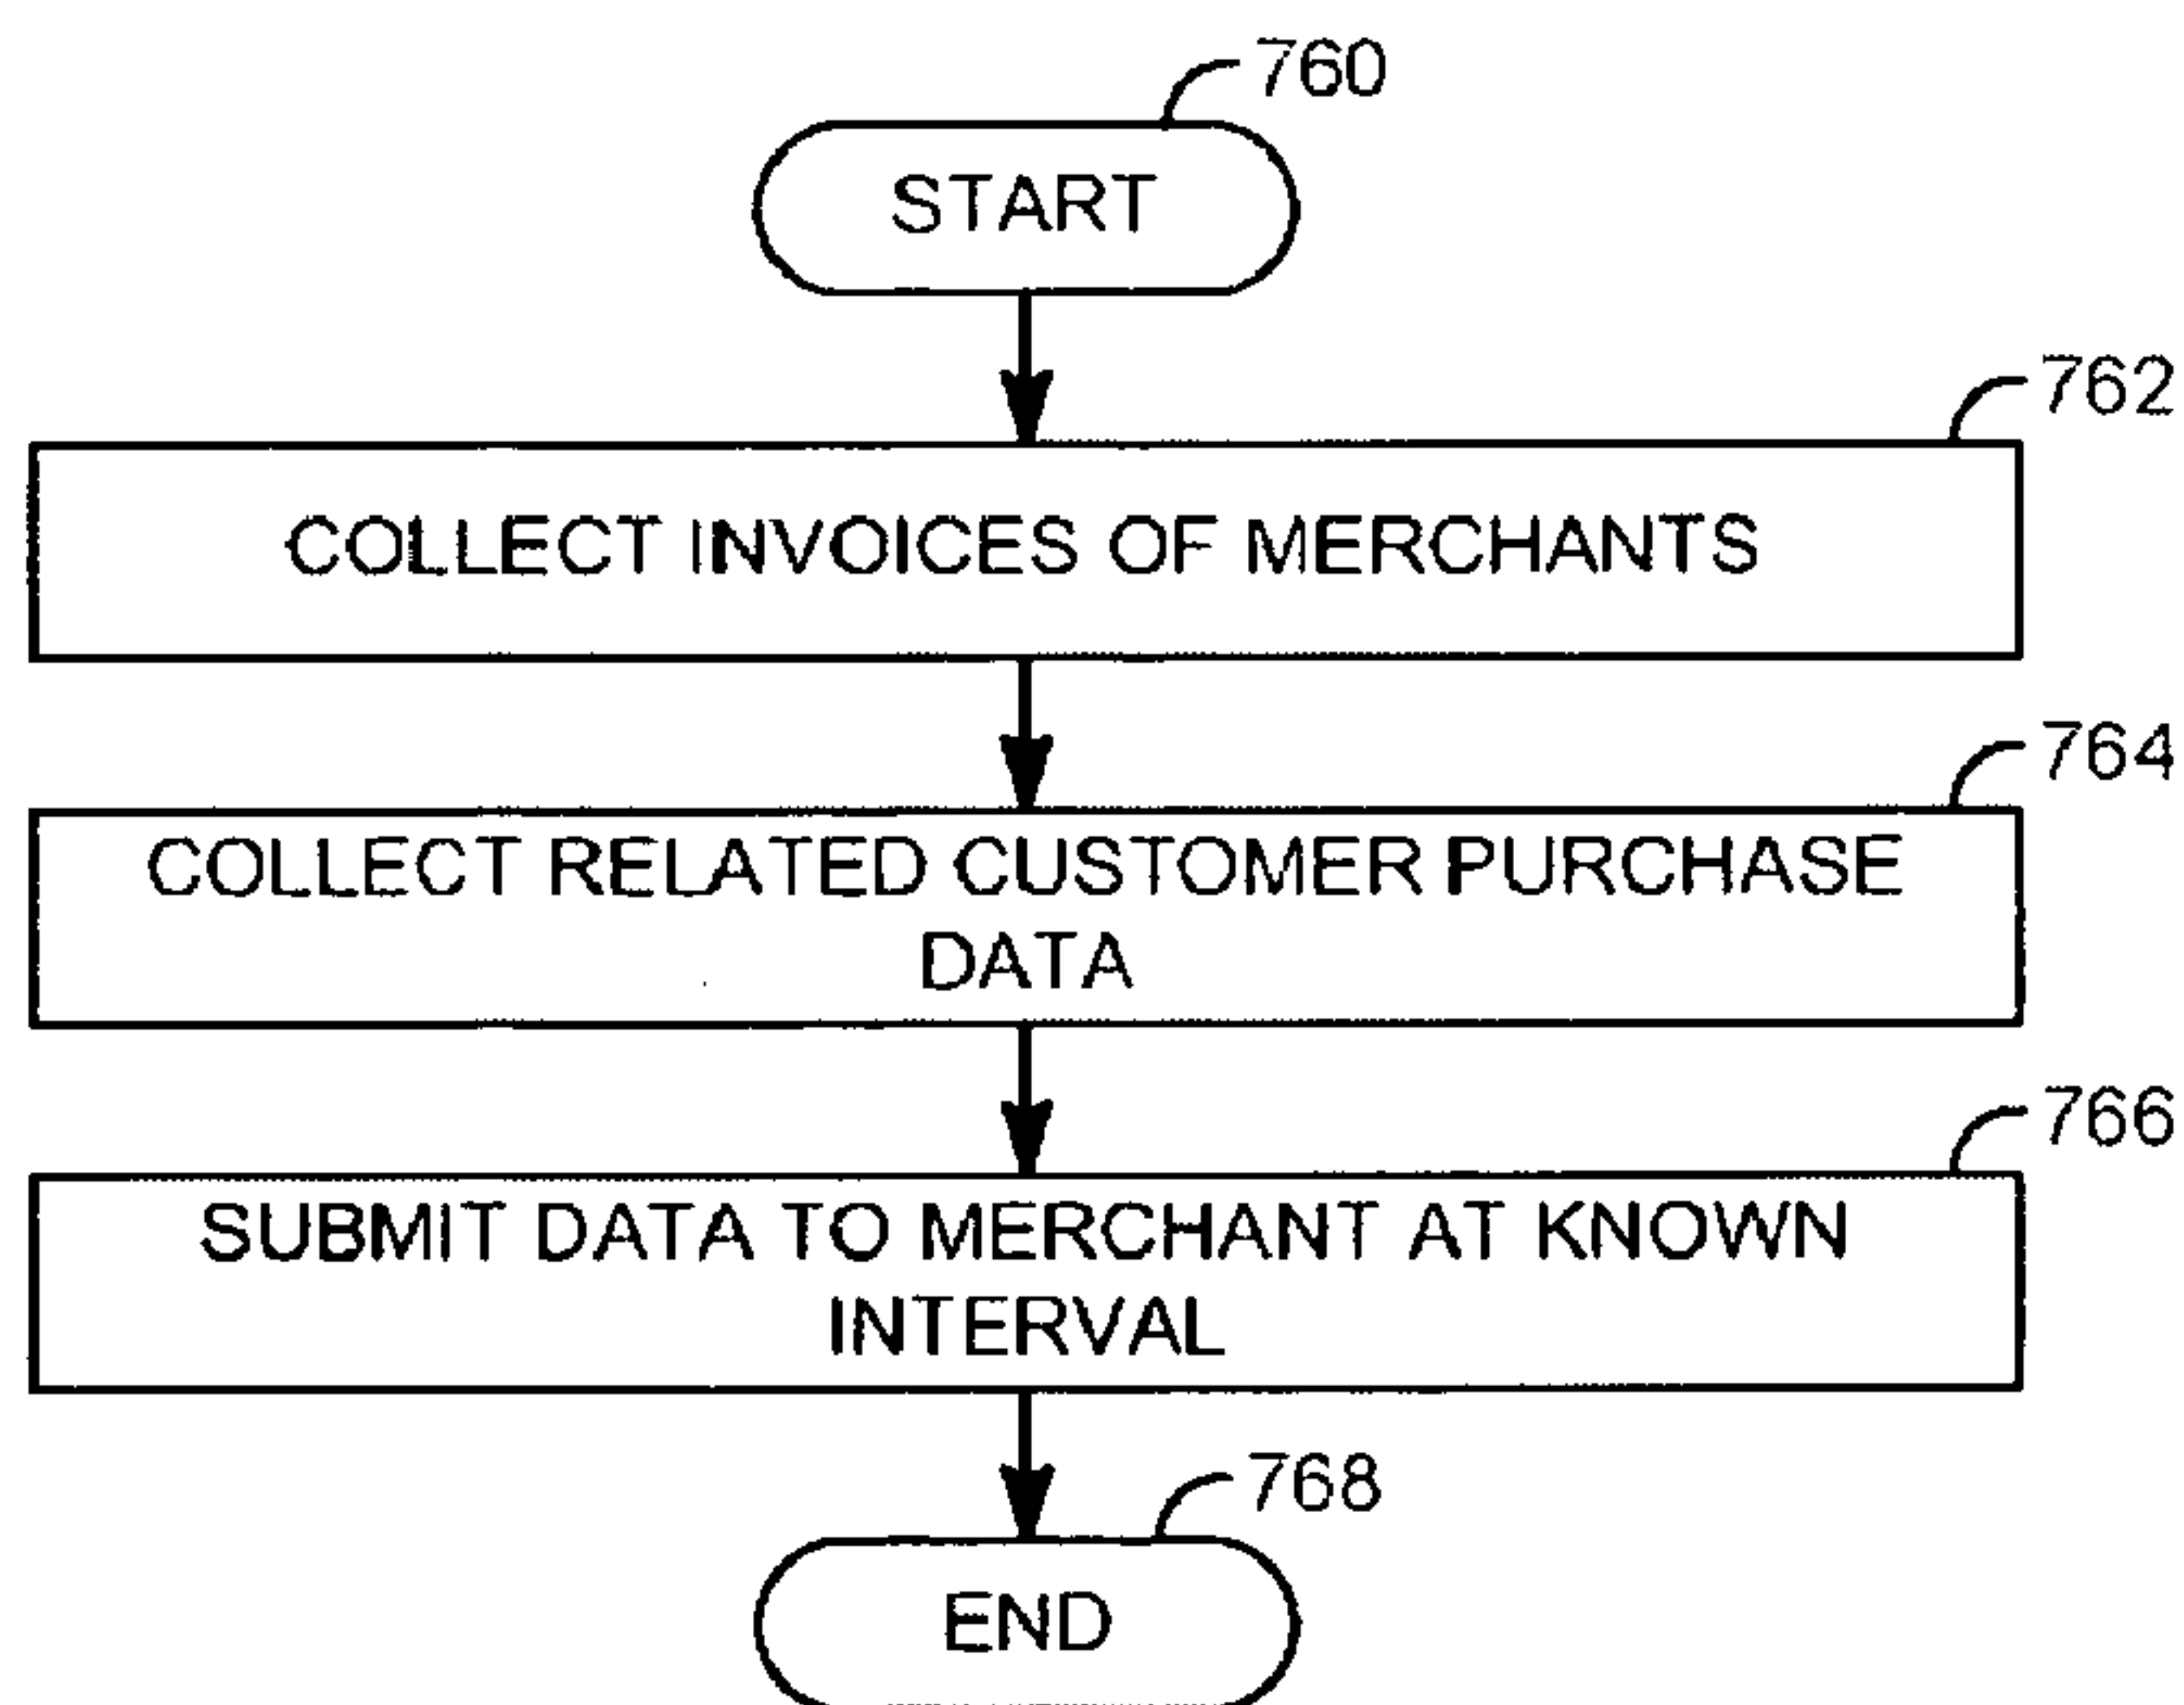 760
START
762
COLLECT INVOICES OF MERCHANTS
764
COLLECT RELATED CUSTOMER PURCHASE
DATA
766
SUBMIT DATA TO MERCHANT AT KNOWN
INTERVAL
768
END